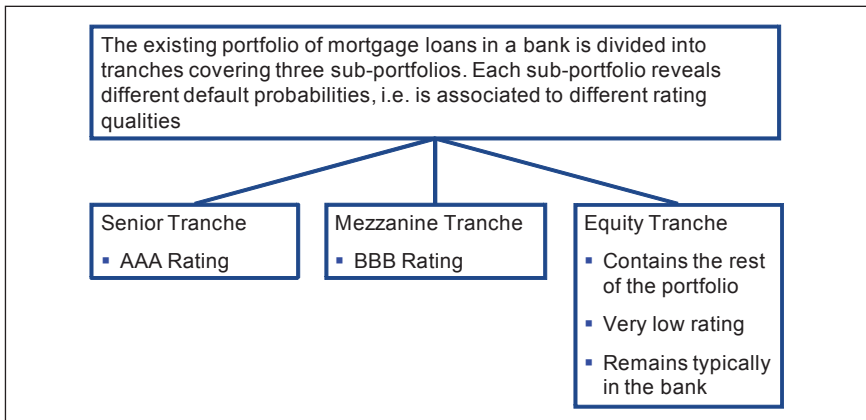 The existing portfolio of mortgage loans in a bank is divided into
tranches covering three sub-portfolios. Each sub-portfolio reveals
different default probabilities, i.e. is associated to different rating
qualities
Senior Tranche
▪ AAA Rating
Mezzanine Tranche
▪ BBB Rating
Equity Tranche
▪ Contains the rest
of the portfolio
▪ Very low rating
▪ Remains typically
in the bank